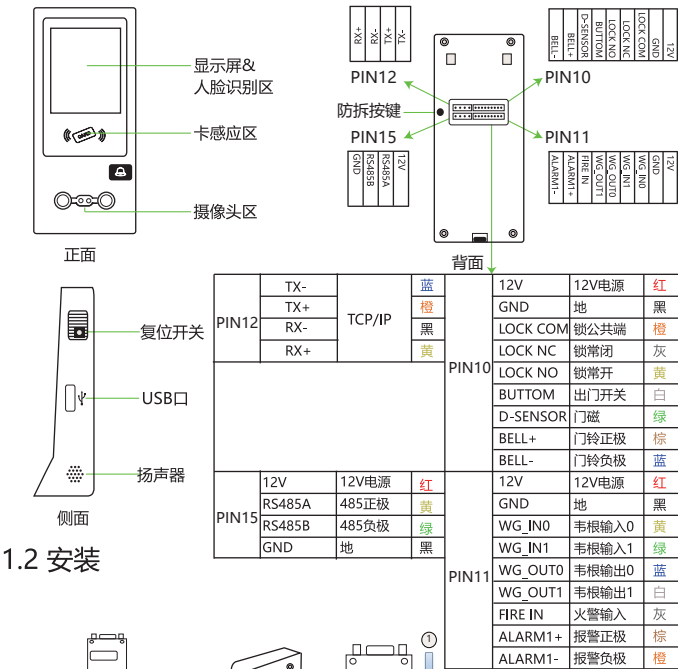 显示屏&
人脸识别区
卡感应区
摄像头区
正面
RX+
RX-
TX+
TX-
PIN12
防拆按键
PIN15
GND
RS485B
RS485A
12V
BELL-
BELL+
D-SENSOR
BUTTOM
LOCK NO
LOCK NC
LOCK COM
GND
12V
PIN10
PIN11
ALARM1-
ALARM1+
FIRE IN
WG_OUT1
WG_OUT0
WG_IN1
WG_IN0
GND
12V
背面
复位开关
USB口
扬声器
侧面
PIN12
TX- TCP/IP 蓝
TX+ 橙
RX- 黑
RX+ 黄
PIN10
12V 12V电源 红
GND 地 黑
LOCK COM 锁公共端 橙
LOCK NC 锁常闭 灰
LOCK NO 锁常开 黄
BUTTOM 出门开关 白
D-SENSOR 门磁 绿
BELL+ 门铃正极 棕
BELL- 门铃负极 蓝
PIN15
12V 12V电源 红
RS485A 485正极 黄
RS485B 485负极 绿
GND 地 黑
PIN11
12V 12V电源 红
GND 地 黑
WG_IN0 韦根输入0 黄
WG_IN1 韦根输入1 绿
WG_OUT0 韦根输出0 蓝
WG_OUT1 韦根输出1 白
FIRE IN 火警输入 灰
ALARM1+ 报警正极 棕
ALARM1- 报警负极 橙
1.2 安装
①